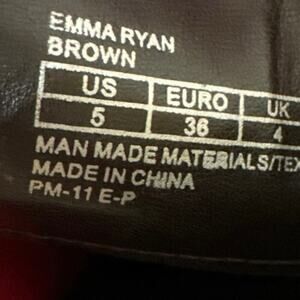 EMMA RYAN
BROWN
US EURO UK
5 36 4
MAN MADE MATERIALS/TEX
MADE IN CHINA
PM-11 E-P